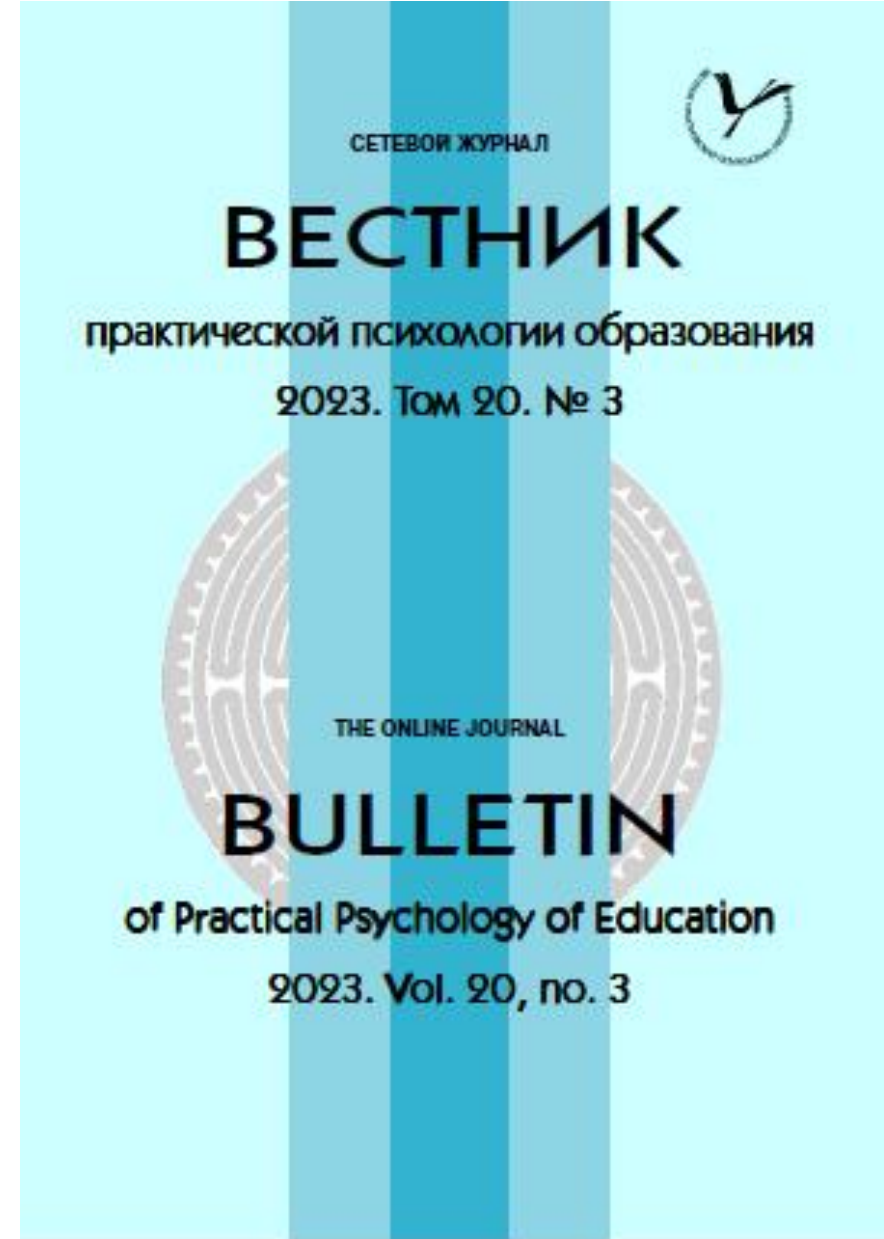 СЕТЕВОЙ ЖУРНАЛ
ВЕСТНИК
практической психологии образования
2023. Том 20. № 3
THE ONLINE JOURNAL
BULLETIN
of Practical Psychology of Education
2023. Vol. 20, no. 3